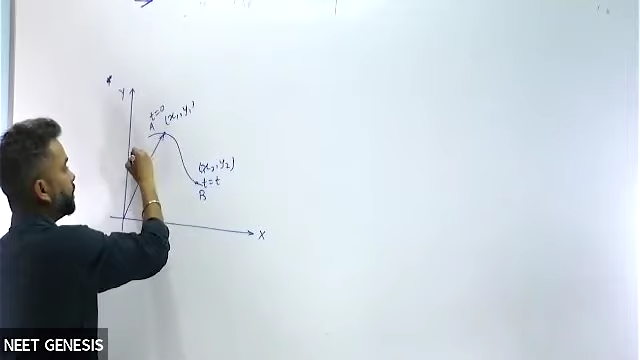 Y
t=0
(x₁, y₁)
A
(x₂, y₂)
t=t
B
X
NEET GENESIS